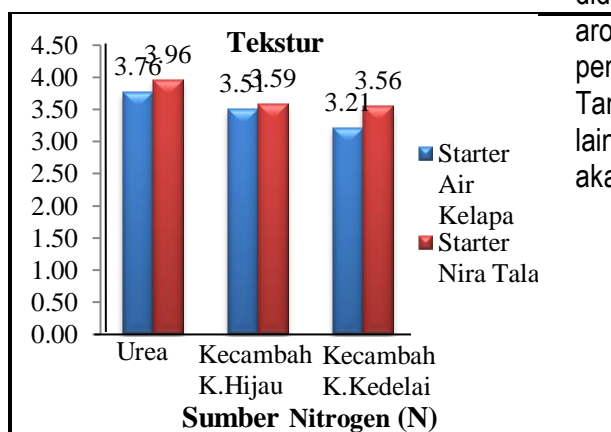 Tekstur
4.50
4.00
3.50
3.00
2.50
2.00
1.50
1.00
0.50
0.00
3.76 3.96
3.51 3.59
3.21 3.56
Starter
Air
Kelapa
Starter
Nira Tala
Urea
Kecambah
K.Hijau
Kecambah
K.Kedelai
Sumber Nitrogen (N)
aro
per
Tar
lain
aka